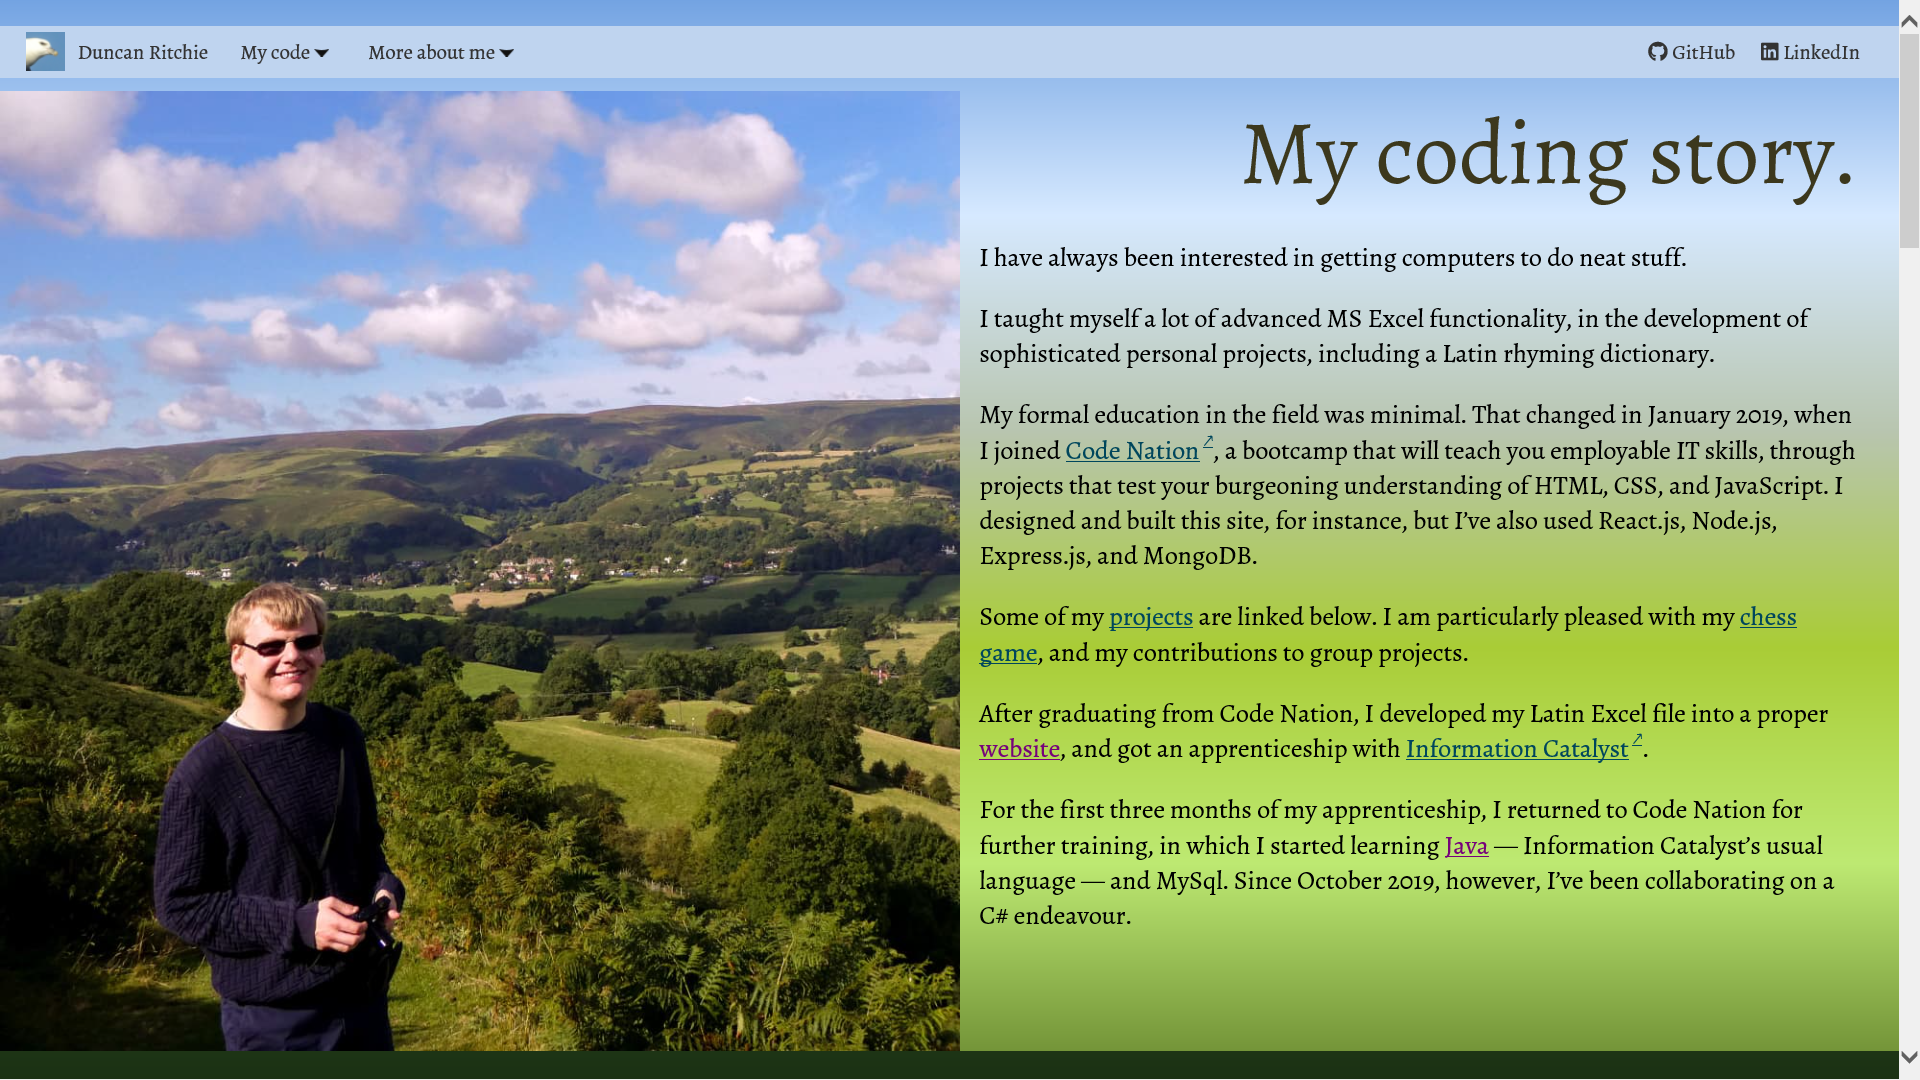 Duncan Ritchie My code More about me GitHub LinkedIn
My coding story.
I have always been interested in getting computers to do neat stuff.
I taught myself a lot of advanced MS Excel functionality, in the development of
sophisticated personal projects, including a Latin rhyming dictionary.
My formal education in the field was minimal. That changed in January 2019, when
I joined Code Nation↗, a bootcamp that will teach you employable IT skills, through
projects that test your burgeoning understanding of HTML, CSS, and JavaScript. I
designed and built this site, for instance, but I’ve also used React.js, Node.js,
Express.js, and MongoDB.
Some of my projects are linked below. I am particularly pleased with my chess
game, and my contributions to group projects.
After graduating from Code Nation, I developed my Latin Excel file into a proper
website, and got an apprenticeship with Information Catalyst↗.
For the first three months of my apprenticeship, I returned to Code Nation for
further training, in which I started learning Java — Information Catalyst’s usual
language — and MySql. Since October 2019, however, I’ve been collaborating on a
C# endeavour.